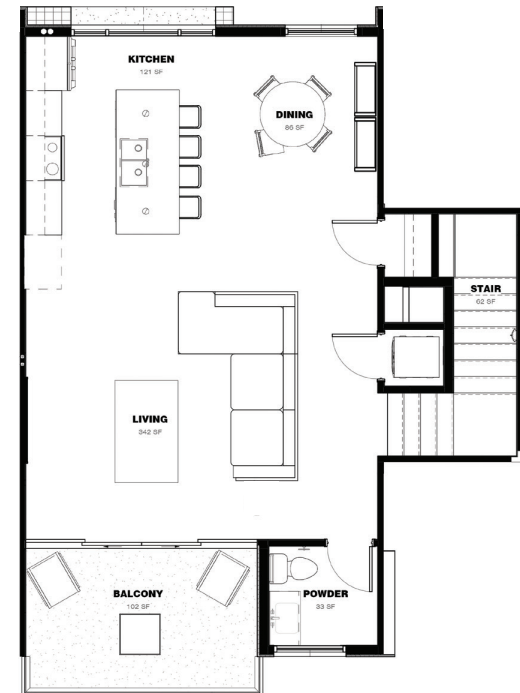 KITCHEN
121 SF
DINING
86 SF
STAIR
62 SF
LIVING
342 SF
BALCONY
102 SF
POWDER
33 SF